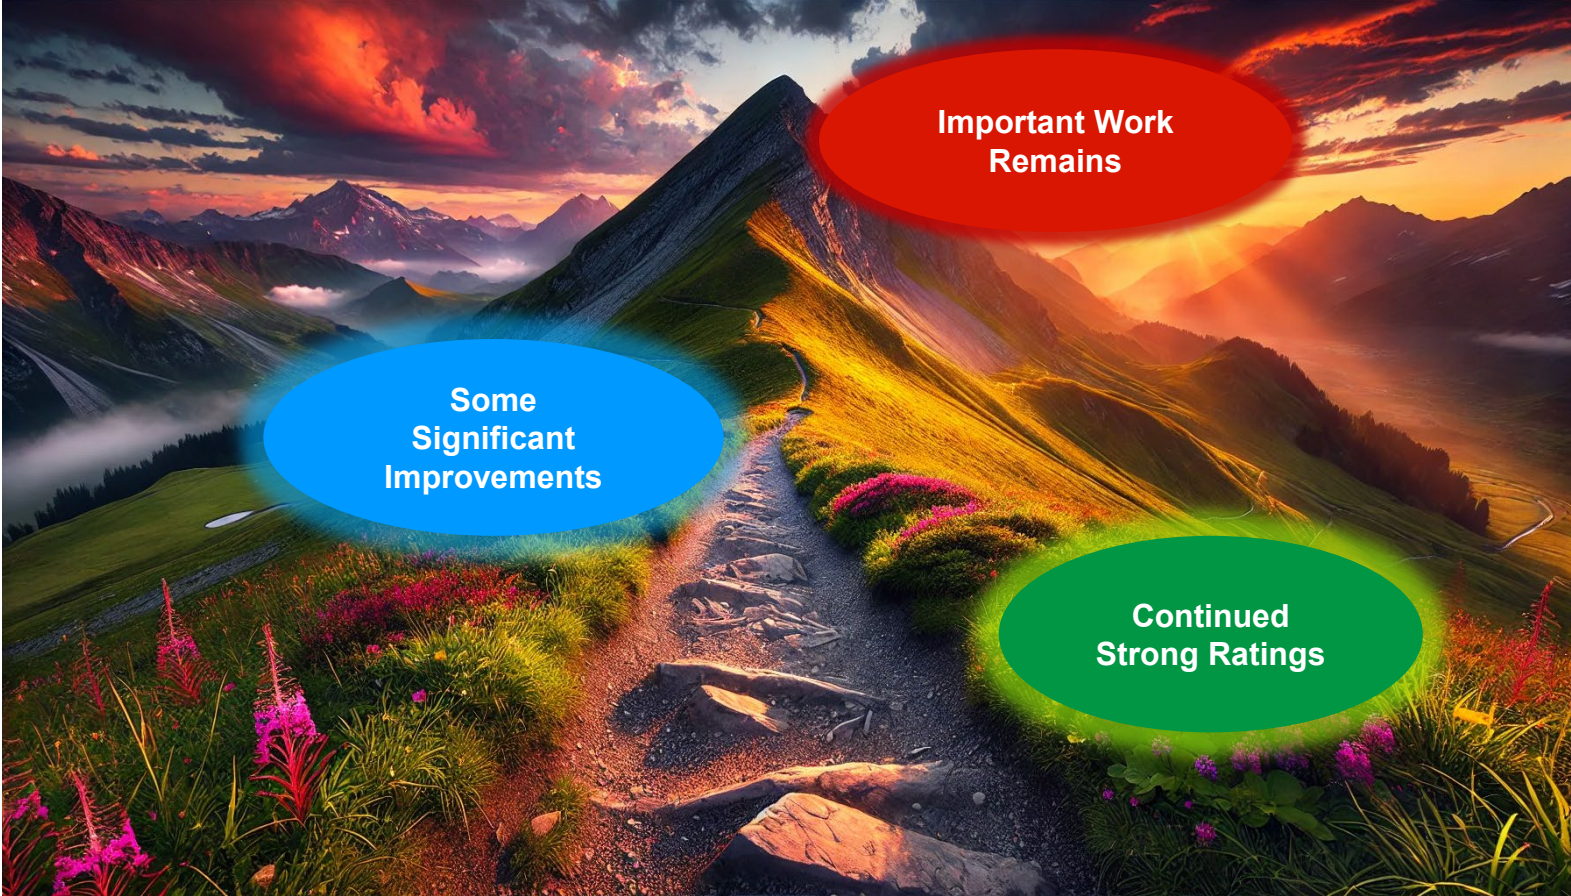 Important Work
Remains
Some
Significant
Improvements
Continued
Strong Ratings